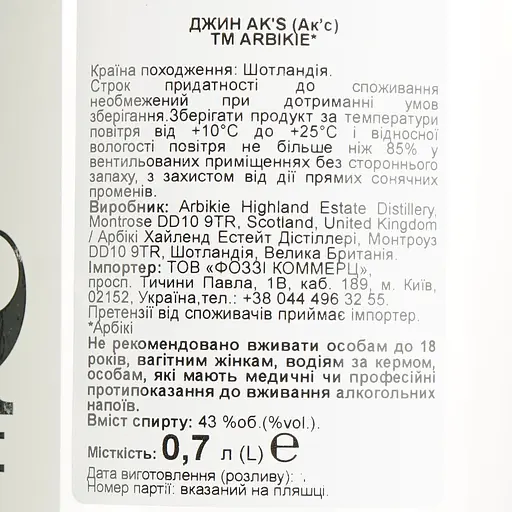 ДЖИН AK'S (Ак'с)
ТМ ARBIKIE*
Країна походження: Шотландія.
Строк придатності до споживання
необмежений при дотриманні умов
зберігання.Зберігати продукт за температури
повітря від +10°С до +25°С і відносної
вологості повітря не більше ніж 85% у
вентильованих приміщеннях без стороннього
запаху, з захистом від дії прямих сонячних
променів.
Виробник: Arbikie Highland Estate Distillery,
Montrose DD10 9TR, Scotland, United Kingdom
/ Арбікі Хайленд Естейт Дістіллері, Монтроуз
DD10 9TR, Шотландія, Велика Британія.
Імпортер: ТОВ «ФОЗЗІ КОММЕРЦ»,
просп. Тичини Павла, 1В, каб. 189, м. Київ,
02152, Україна,тел.: +38 044 496 32 55.
Претензії від споживачів приймає імпортер.
*Арбікі
Не рекомендовано вживати особам до 18
років, вагітним жінкам, водіям за кермом,
особам, які мають медичні чи професійні
протипоказання до вживання алкогольних
напоїв.
Вміст спирту: 43 %об.(%vol.).
Місткість: 0,7 л (L) ℮
Дата виготовлення (розливу):
Номер партії: вказаний на пляшці.